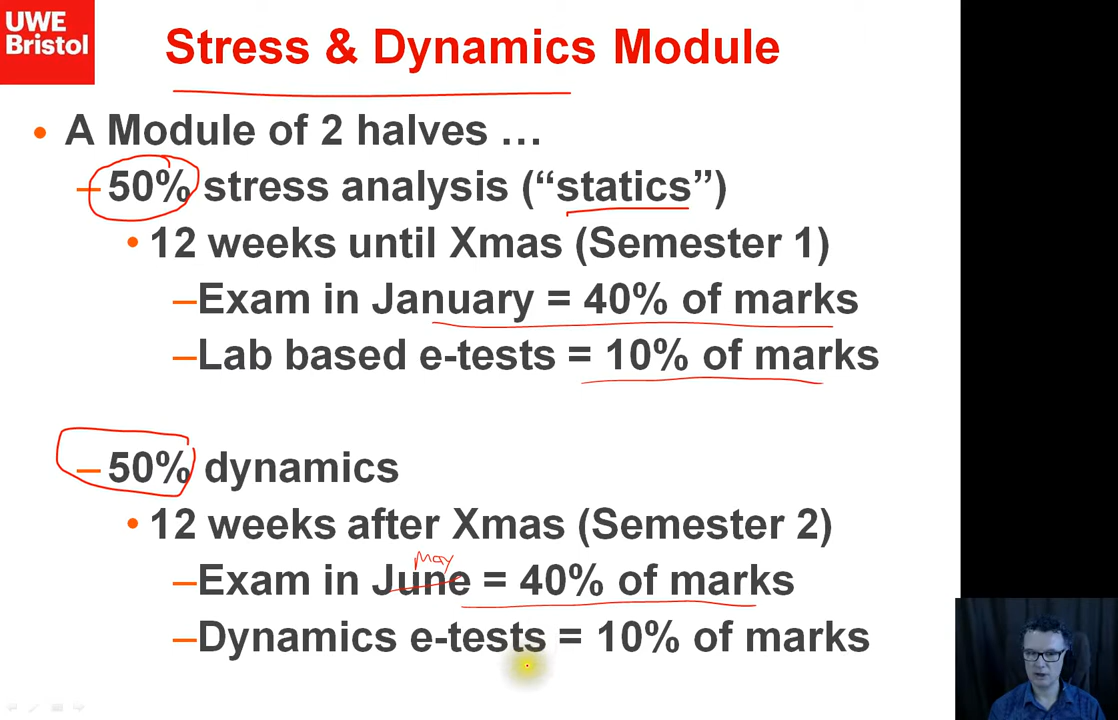 UWE
Bristol
Stress & Dynamics Module
• A Module of 2 halves …
–50% stress analysis (“statics”)
• 12 weeks until Xmas (Semester 1)
–Exam in January = 40% of marks
–Lab based e-tests = 10% of marks
–50% dynamics
• 12 weeks after Xmas (Semester 2)
May
–Exam in June = 40% of marks
–Dynamics e-tests = 10% of marks